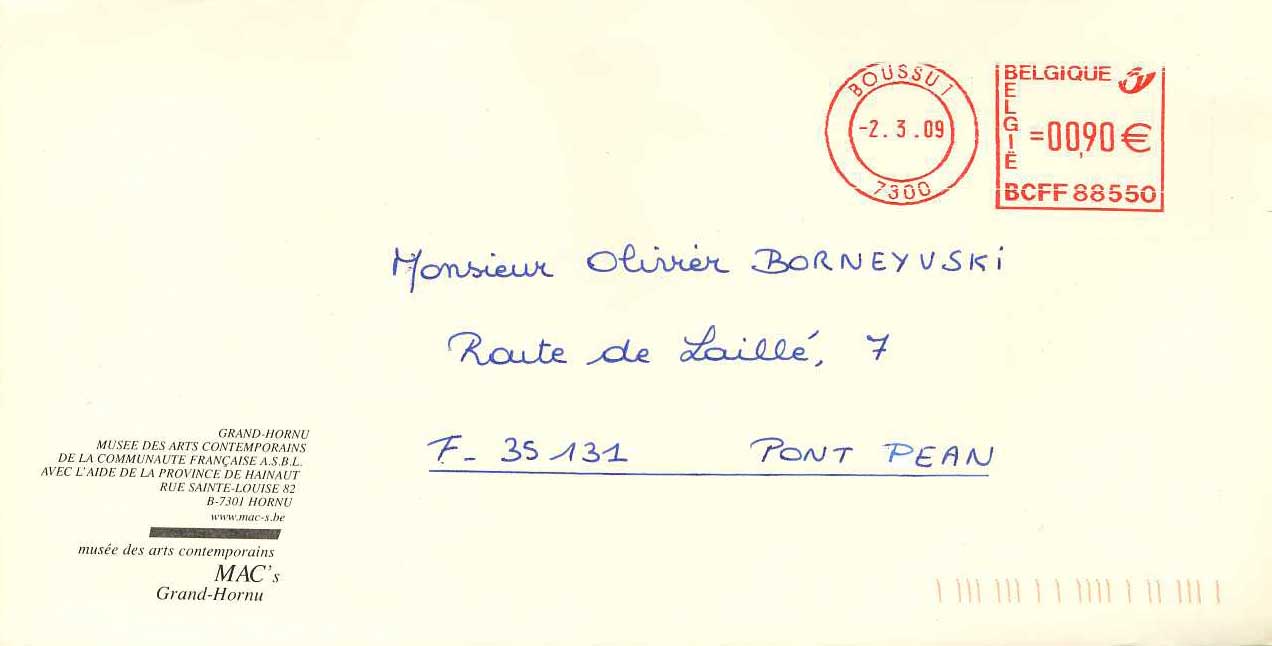 BOUSSU 1
-2. 3. 09
7300
BELGIQUE
BELGIË
=00,90 €
BCFF 88550
Monsieur Olivier BORNEYVSKi
Route de Laillé, 7
F- 35 131 PONT PEAN
GRAND-HORNU
MUSEE DES ARTS CONTEMPORAINS
DE LA COMMUNAUTE FRANÇAISE A.S.B.L.
AVEC L'AIDE DE LA PROVINCE DE HAINAUT
RUE SAINTE-LOUISE 82
B-7301 HORNU
www.mac-s.be
musée des arts contemporains
MAC's
Grand-Hornu